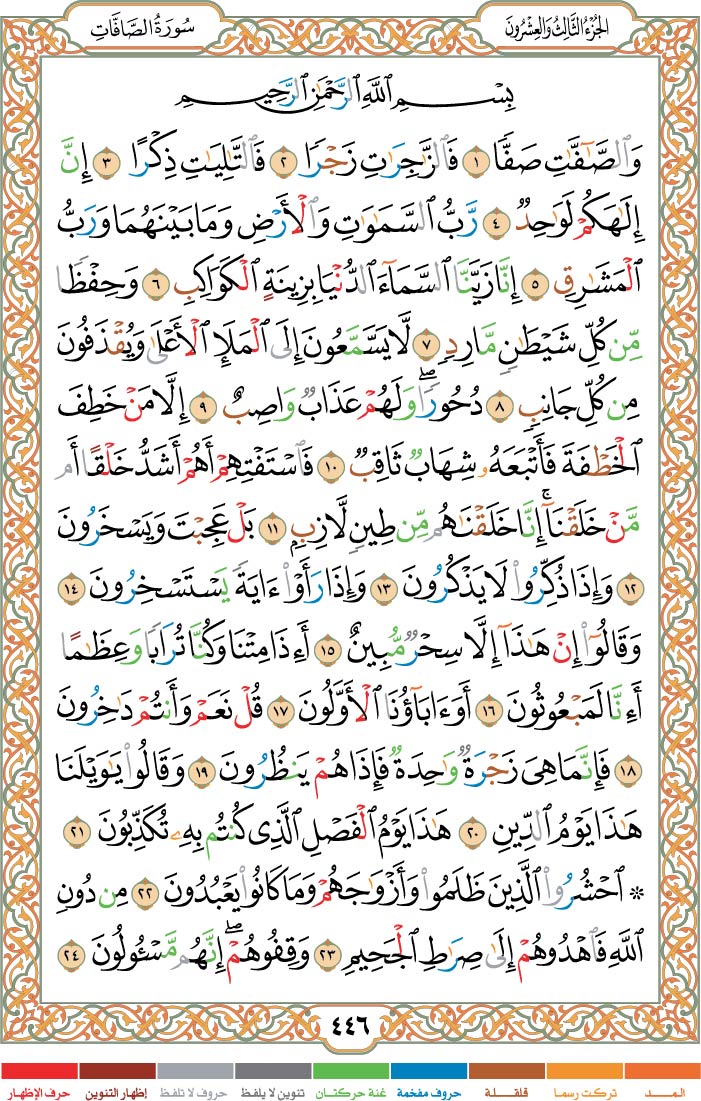 الجُزْءُ الثَّالِثُ وَالعِشْرُونَ
سُورَةُ الصَّافَّاتِ
بِسْمِ ٱللَّهِ ٱلرَّحْمَٰنِ ٱلرَّحِيمِ
وَٱلصَّٰٓفَّٰتِ صَفًّا ١ فَٱلزَّٰجِرَٰتِ زَجْرًا ٢ فَٱلتَّٰلِيَٰتِ ذِكْرًا ٣ إِنَّ
إِلَٰهَكُمْ لَوَٰحِدٌ ٤ رَّبُّ ٱلسَّمَٰوَٰتِ وَٱلْأَرْضِ وَمَا بَيْنَهُمَا وَرَبُّ
ٱلْمَشَٰرِقِ ٥ إِنَّا زَيَّنَّا ٱلسَّمَآءَ ٱلدُّنْيَا بِزِينَةٍ ٱلْكَوَاكِبِ ٦ وَحِفْظًا
مِّن كُلِّ شَيْطَٰنٍ مَّارِدٍ ٧ لَّا يَسَّمَّعُونَ إِلَى ٱلْمَلَإِ ٱلْأَعْلَىٰ وَيُقْذَفُونَ
مِن كُلِّ جَانِبٍ ٨ دُحُورًا ۖ وَلَهُمْ عَذَابٌ وَاصِبٌ ٩ إِلَّا مَنْ خَطِفَ
ٱلْخَطْفَةَ فَأَتْبَعَهُۥ شِهَابٌ ثَاقِبٌ ١٠ فَٱسْتَفْتِهِمْ أَهُمْ أَشَدُّ خَلْقًا أَم
مَّنْ خَلَقْنَآ ۚ إِنَّا خَلَقْنَٰهُم مِّن طِينٍ لَّازِبٍ ١١ بَلْ عَجِبْتَ وَيَسْخَرُونَ
١٢ وَإِذَا ذُكِّرُوا۟ لَا يَذْكُرُونَ ١٣ وَإِذَا رَأَوْا۟ ءَايَةً يَسْتَسْخِرُونَ ١٤
وَقَالُوٓا۟ إِنْ هَٰذَآ إِلَّا سِحْرٌ مُّبِينٌ ١٥ أَءِذَا مِتْنَا وَكُنَّا تُرَابًا وَعِظَٰمًا
أَءِنَّا لَمَبْعُوثُونَ ١٦ أَوَءَابَآؤُنَا ٱلْأَوَّلُونَ ١٧ قُلْ نَعَمْ وَأَنتُمْ دَٰخِرُونَ
١٨ فَإِنَّمَا هِىَ زَجْرَةٌ وَٰحِدَةٌ فَإِذَا هُمْ يَنظُرُونَ ١٩ وَقَالُوا۟ يَٰوَيْلَنَا
هَٰذَا يَوْمُ ٱلدِّينِ ٢٠ هَٰذَا يَوْمُ ٱلْفَصْلِ ٱلَّذِى كُنتُم بِهِۦ تُكَذِّبُونَ ٢١
۞ ٱحْشُرُوا۟ ٱلَّذِينَ ظَلَمُوا۟ وَأَزْوَٰجَهُمْ وَمَا كَانُوا۟ يَعْبُدُونَ ٢٢ مِن دُونِ
ٱللَّهِ فَٱهْدُوهُمْ إِلَىٰ صِرَٰطِ ٱلْجَحِيمِ ٢٣ وَقِفُوهُمْ ۖ إِنَّهُم مَّسْـُٔولُونَ ٢٤
٤٤٦
المــــد تركت رسما قلقــلة حروف مفخمة غنة حركتـان تنوين لا يلفظ حروف لا تلفظ إظهار التنوين حرف الإظهار